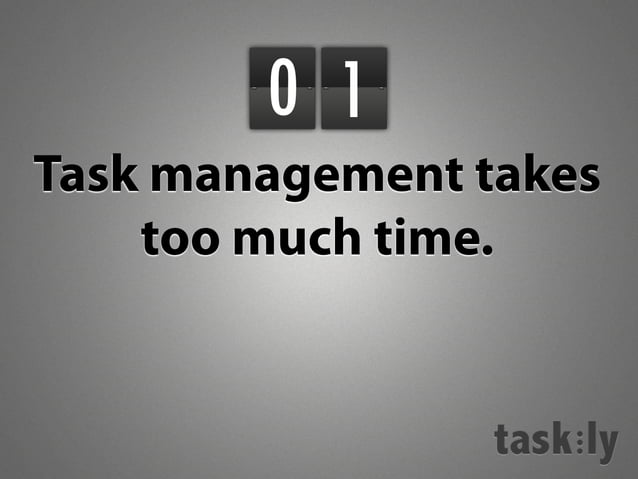 01
Task management takes
too much time.
task:ly